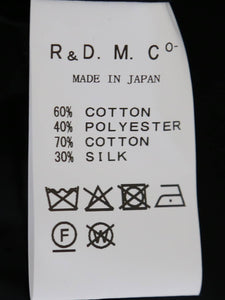 R & D. M. Co-
MADE IN JAPAN
60% COTTON
40% POLYESTER
70% COTTON
30% SILK
F W